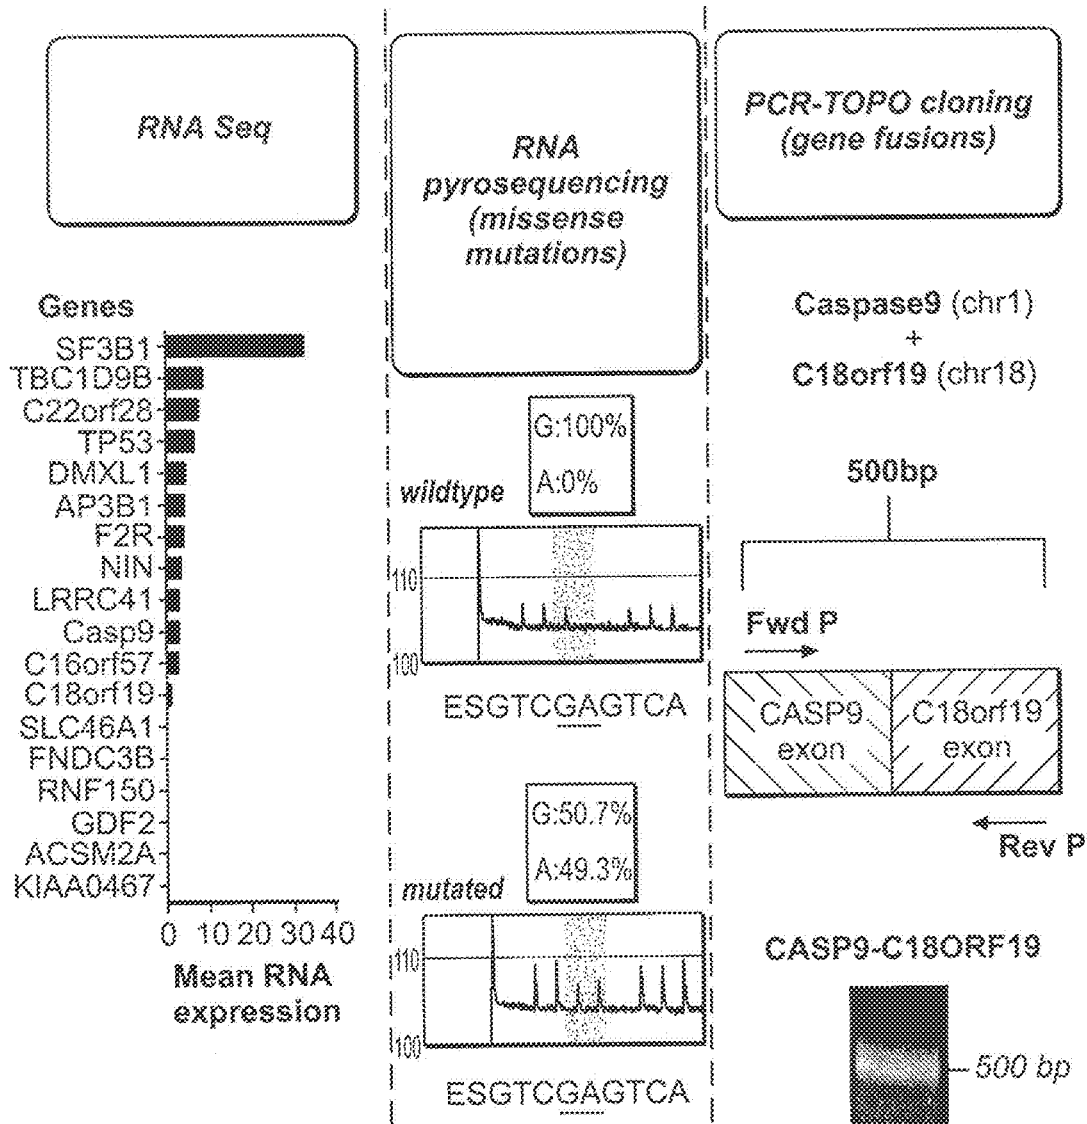 RNA Seq
Genes
SF3B1
TBC1D9B
C22orf28
TP53
DMXL1
AP3B1
F2R
NIN
LRRC41
Casp9
C16orf57
C18orf19
SLC46A1
FNDC3B
RNF150
GDF2
ACSM2A
KIAA0467
0 10 20 30 40
Mean RNA
expression
RNA
pyrosequencing
(missense
mutations)
G:100%
A:0%
wildtype
110
100
ESGTCGAGTCA
G:50.7%
A:49.3%
mutated
110
100
ESGTCGAGTCA
PCR-TOPO cloning
(gene fusions)
Caspase9 (chr1)
+
C18orf19 (chr18)
500bp
Fwd P
CASP9
exon
C18orf19
exon
Rev P
CASP9-C18ORF19
500 bp